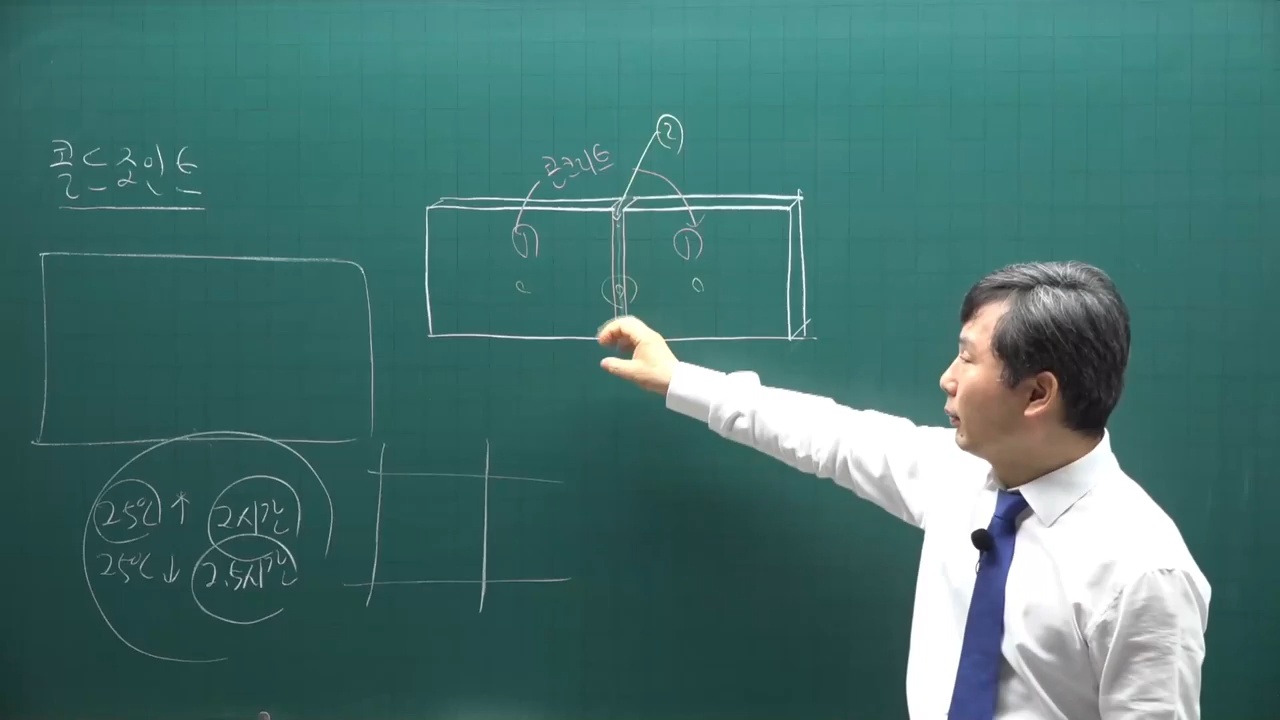 콜드죠인트
②
콘크리트
① ①
25℃↑ 2시간
25℃↓ 2.5시간